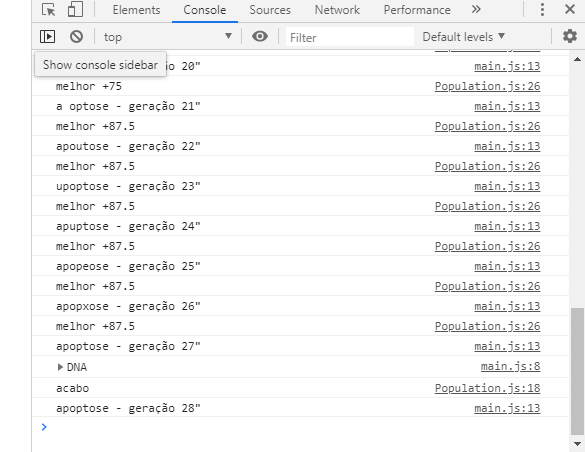 Elements Console Sources Network Performance
top Filter Default levels
Show console sidebar
ão 20" main.js:13
melhor +75 Population.js:26
a optose - geração 21" main.js:13
melhor +87.5 Population.js:26
apoutose - geração 22" main.js:13
melhor +87.5 Population.js:26
upoptose - geração 23" main.js:13
melhor +87.5 Population.js:26
apuptose - geração 24" main.js:13
melhor +87.5 Population.js:26
apopeose - geração 25" main.js:13
melhor +87.5 Population.js:26
apopxose - geração 26" main.js:13
melhor +87.5 Population.js:26
apoptose - geração 27" main.js:13
DNA main.js:8
acabo Population.js:18
apoptose - geração 28" main.js:13